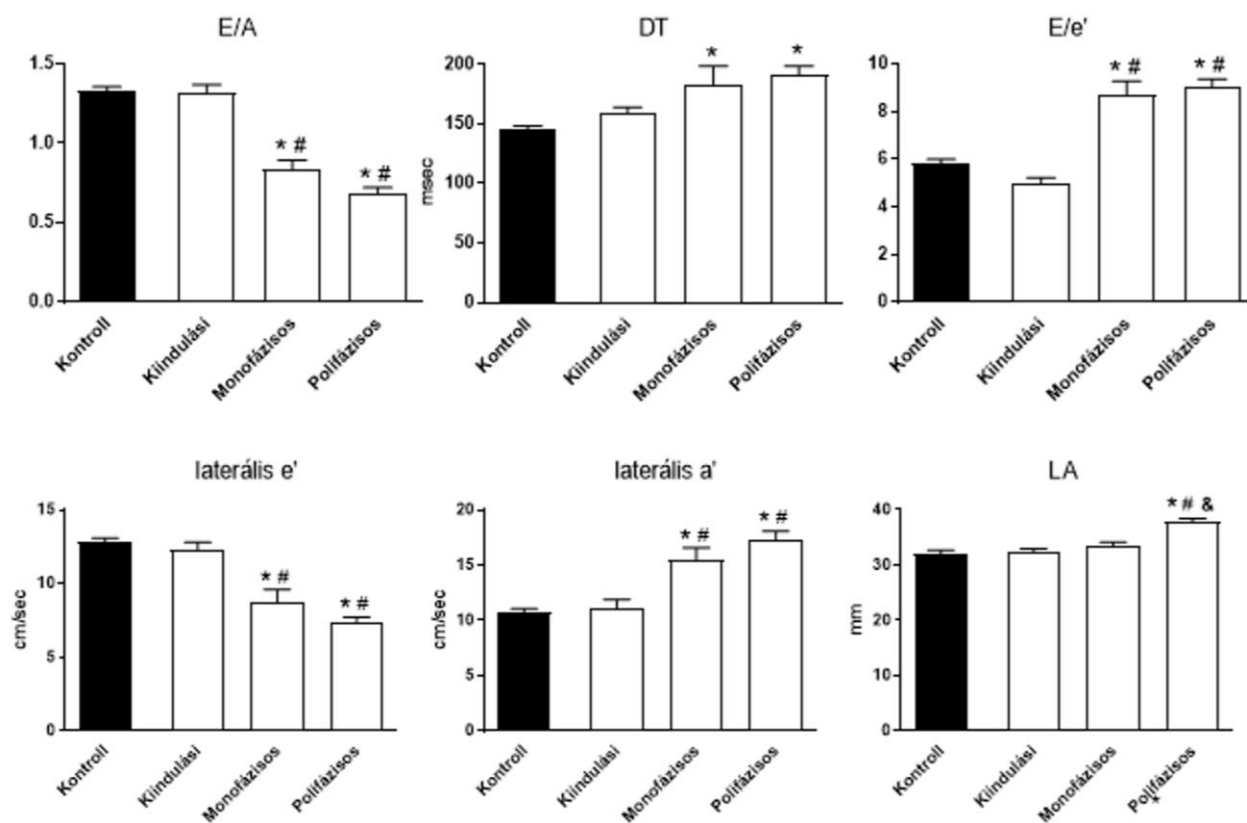 E/A
1.5
1.0
0.5
0.0
* #
* #
Kontroll
Kiindulási
Monofázisos
Polifázisos
DT
msec
200
150
100
50
0
*
*
Kontroll
Kiindulási
Monofázisos
Polifázisos
E/e'
10
8
6
4
2
0
* #
* #
Kontroll
Kiindulási
Monofázisos
Polifázisos
laterális e'
cm/sec
15
10
5
0
* #
* #
Kontroll
Kiindulási
Monofázisos
Polifázisos
laterális a'
cm/sec
20
15
10
5
0
* #
* #
Kontroll
Kiindulási
Monofázisos
Polifázisos
LA
mm
40
30
20
10
0
* # &
Kontroll
Kiindulási
Monofázisos
Polifázisos
*